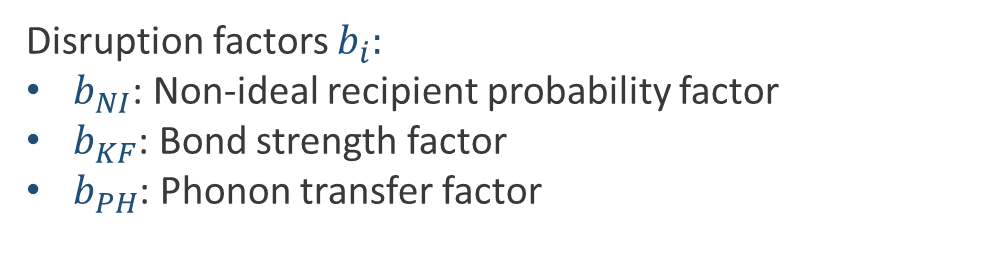 Disruption factors b_i:
• b_NI: Non-ideal recipient probability factor
• b_KF: Bond strength factor
• b_PH: Phonon transfer factor